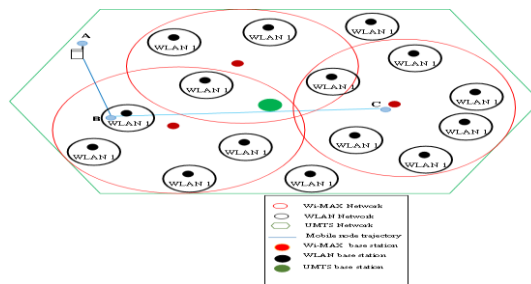 A
WLAN 1
WLAN 1
WLAN 1
WLAN 1
WLAN 1
WLAN 1
WLAN 1
WLAN 1
B
WLAN 1
C
WLAN 1
WLAN 1
WLAN 1
WLAN 1
WLAN 1
WLAN 1
WLAN 1
Wi-MAX Network
WLAN Network
UMTS Network
Mobile node trajectory
Wi-MAX base station
WLAN base station
UMTS base station